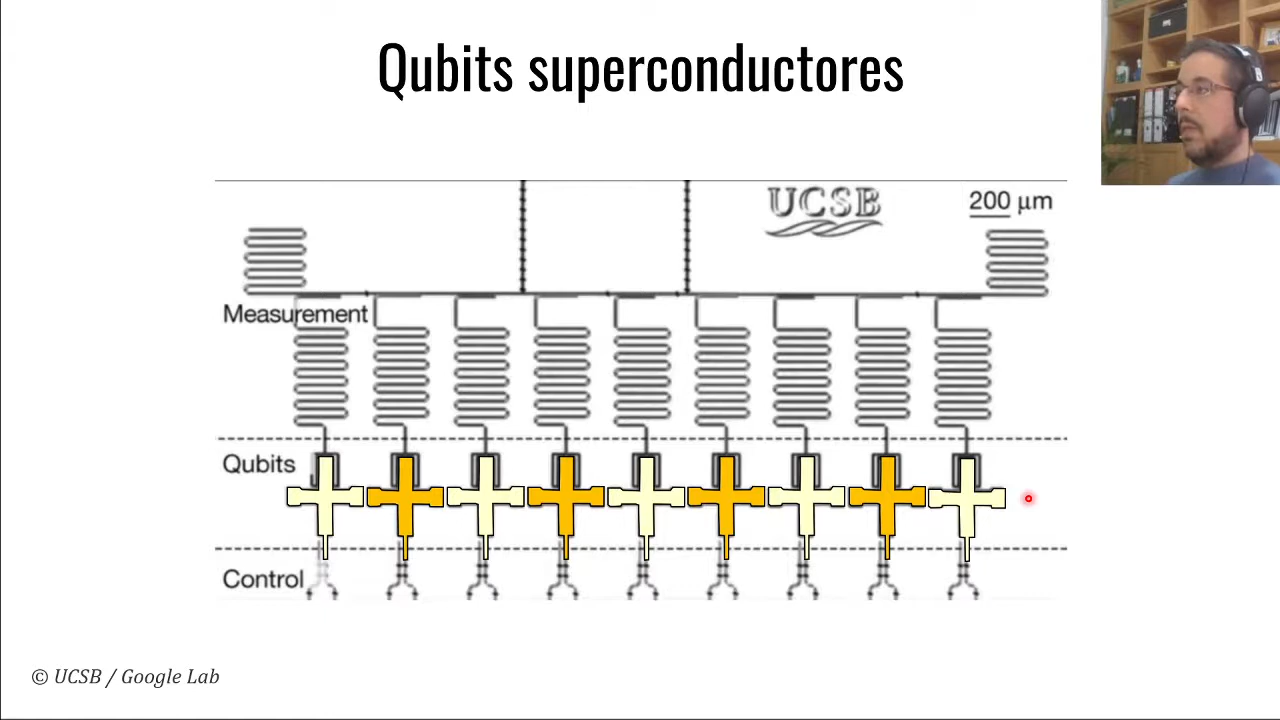 Qubits superconductores
UCSB
200 μm
Measurement
Qubits
Control
© UCSB / Google Lab